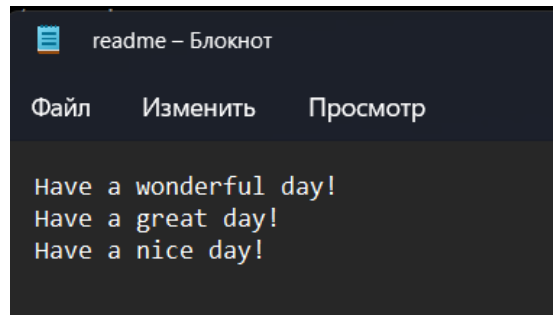 readme – Блокнот
Файл Изменить Просмотр
Have a wonderful day!
Have a great day!
Have a nice day!